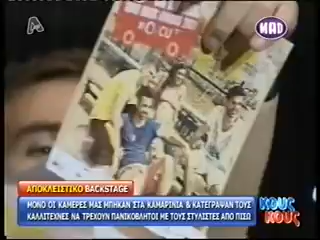 MAD
ΑΠΟΚΛΕΙΣΤΙΚΟ BACKSTAGE
ΜΟΝΟ ΟΙ ΚΑΜΕΡΕΣ ΜΑΣ ΜΠΗΚΑΝ ΣΤΑ ΚΑΜΑΡΙΝΙΑ & ΚΑΤΕΓΡΑΨΑΝ ΤΟΥΣ
ΚΑΛΛΙΤΕΧΝΕΣ ΝΑ ΤΡΕΧΟΥΝ ΠΑΝΙΚΟΒΛΗΤΟΙ ΜΕ ΤΟΥΣ ΣΤΥΛΙΣΤΕΣ ΑΠΟ ΠΙΣΩ
κους
κους